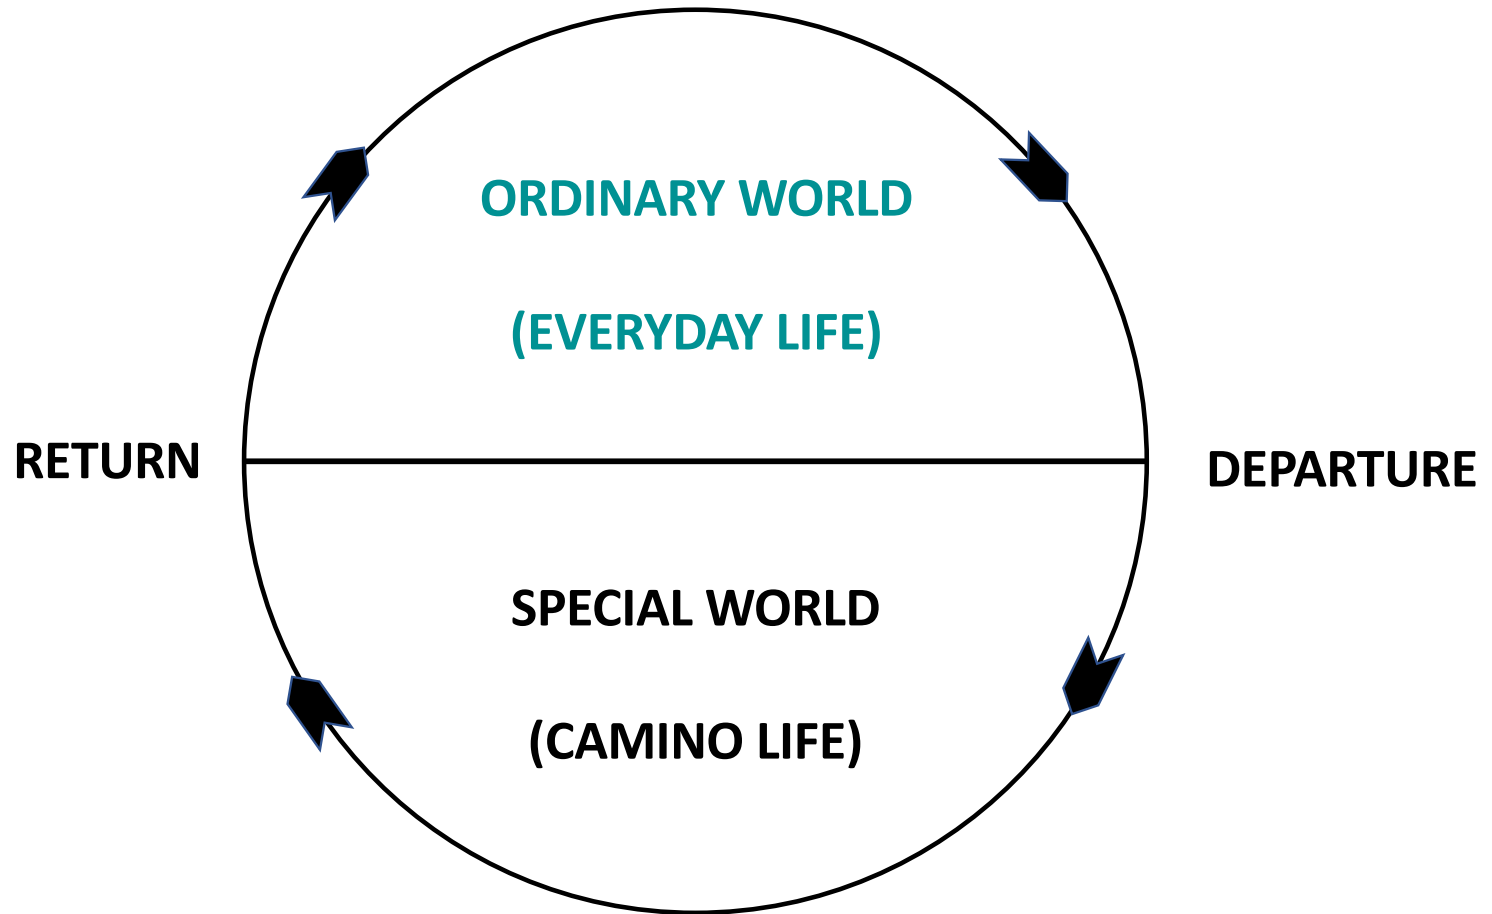 ORDINARY WORLD
(EVERYDAY LIFE)
RETURN
DEPARTURE
SPECIAL WORLD
(CAMINO LIFE)